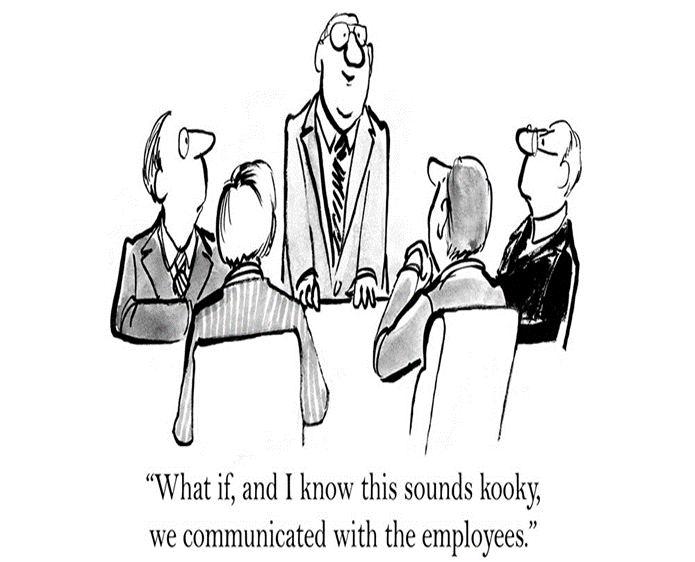 “What if, and I know this sounds kooky,
we communicated with the employees.”